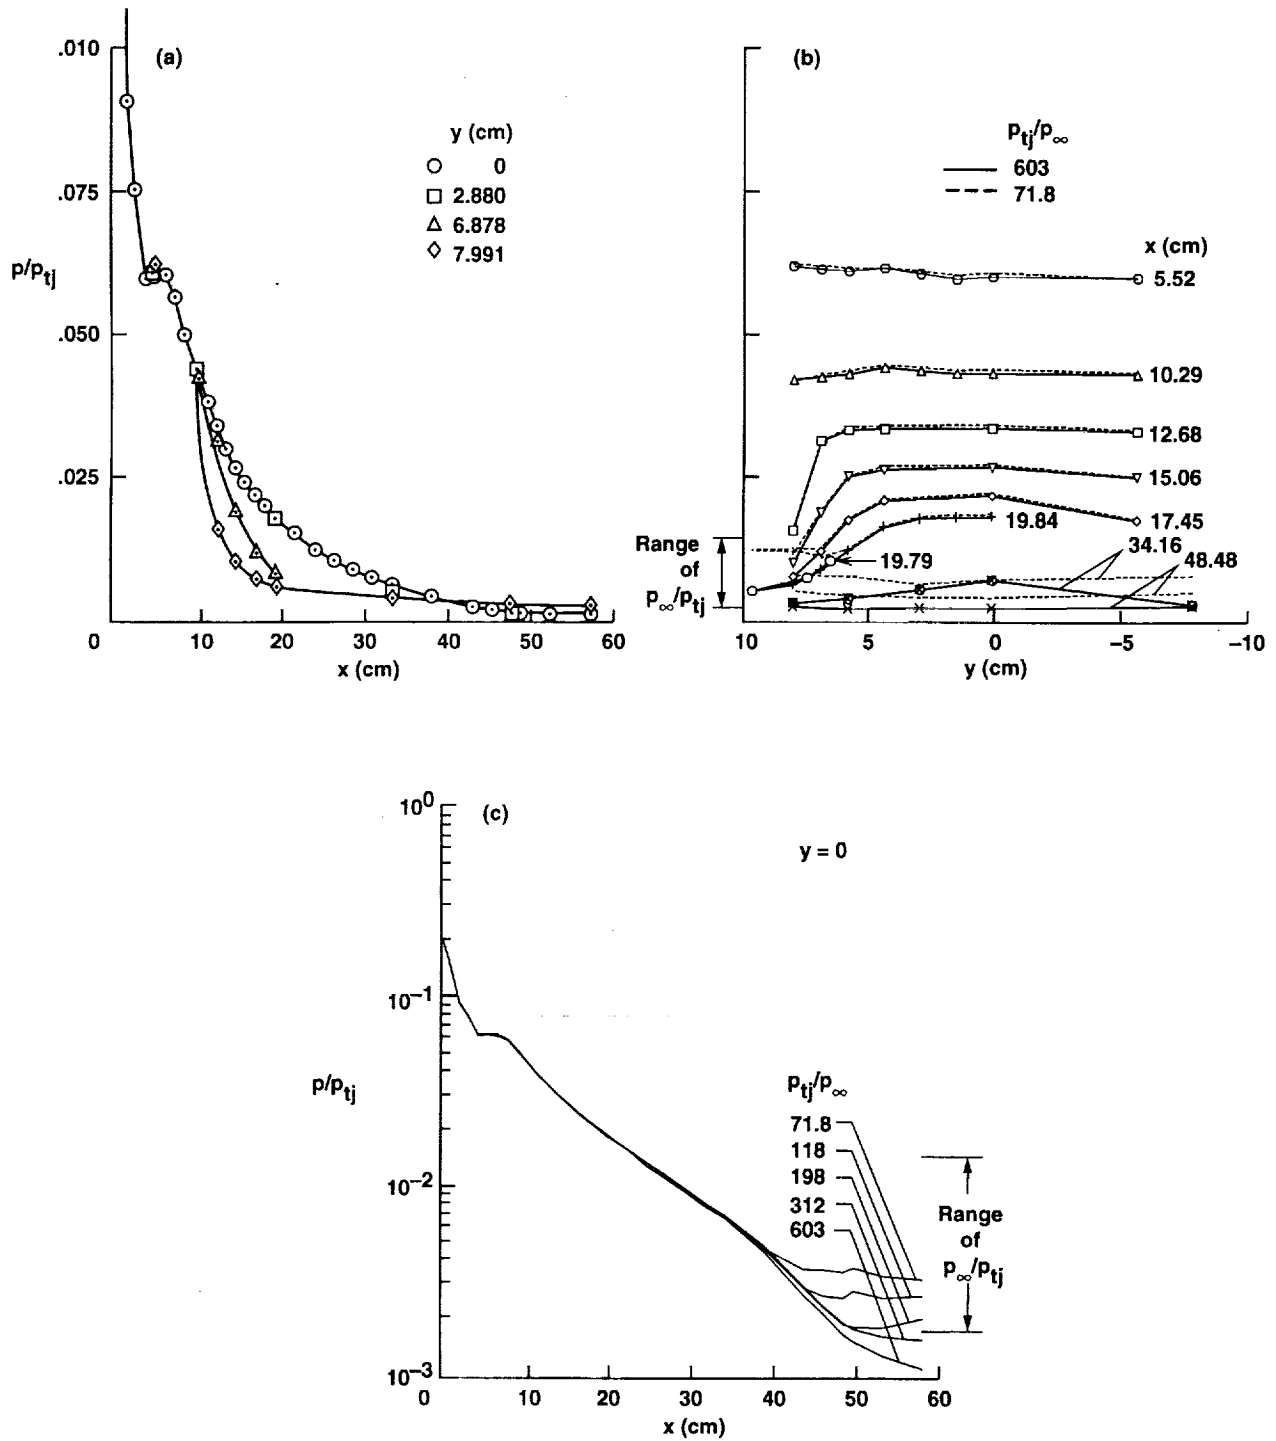 (a)
.010
.075
.050
.025
p/p_tj
y (cm)
0
2.880
6.878
7.991
0 10 20 30 40 50 60
x (cm)
(b)
p_tj/p_∞
603
71.8
x (cm)
5.52
10.29
12.68
15.06
17.45
19.84
19.79
34.16
48.48
Range
of
p_∞/p_tj
10 5 0 –5 –10
y (cm)
(c)
y = 0
10^0
10^–1
10^–2
10^–3
p/p_tj
p_tj/p_∞
71.8
118
198
312
603
Range
of
p_∞/p_tj
0 10 20 30 40 50 60
x (cm)